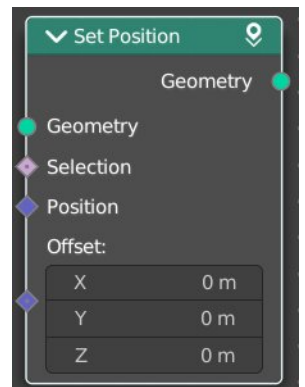 Set Position
Geometry
Geometry
Selection
Position
Offset:
X 0 m
Y 0 m
Z 0 m